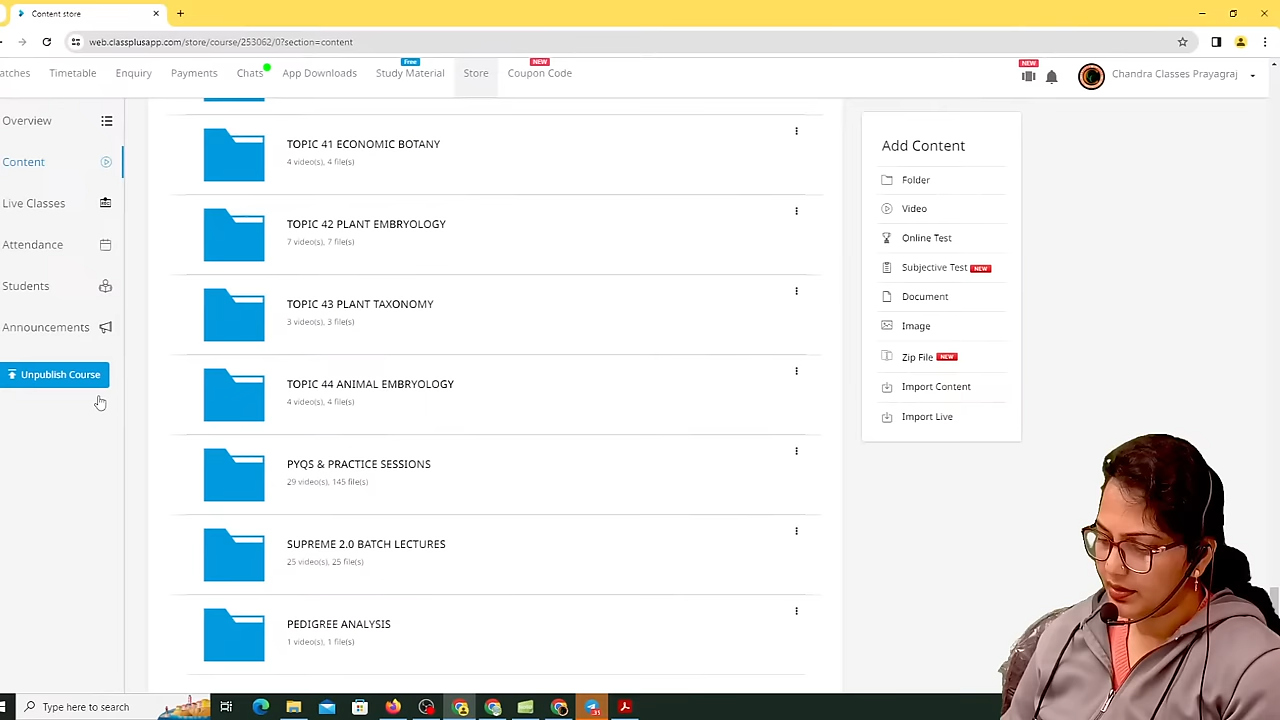 Content store
web.classplusapp.com/store/course/253062/0?section=content
atches Timetable Enquiry Payments Chats App Downloads Free Study Material Store NEW Coupon Code NEW Chandra Classes Prayagraj
Overview
Content
Live Classes
Attendance
Students
Announcements
Unpublish Course
TOPIC 41 ECONOMIC BOTANY
4 video(s), 4 file(s)
TOPIC 42 PLANT EMBRYOLOGY
7 video(s), 7 file(s)
TOPIC 43 PLANT TAXONOMY
3 video(s), 3 file(s)
TOPIC 44 ANIMAL EMBRYOLOGY
4 video(s), 4 file(s)
PYQS & PRACTICE SESSIONS
29 video(s), 145 file(s)
SUPREME 2.0 BATCH LECTURES
25 video(s), 25 file(s)
PEDIGREE ANALYSIS
1 video(s), 1 file(s)
Add Content
Folder
Video
Online Test
Subjective Test NEW
Document
Image
Zip File NEW
Import Content
Import Live
Type here to search